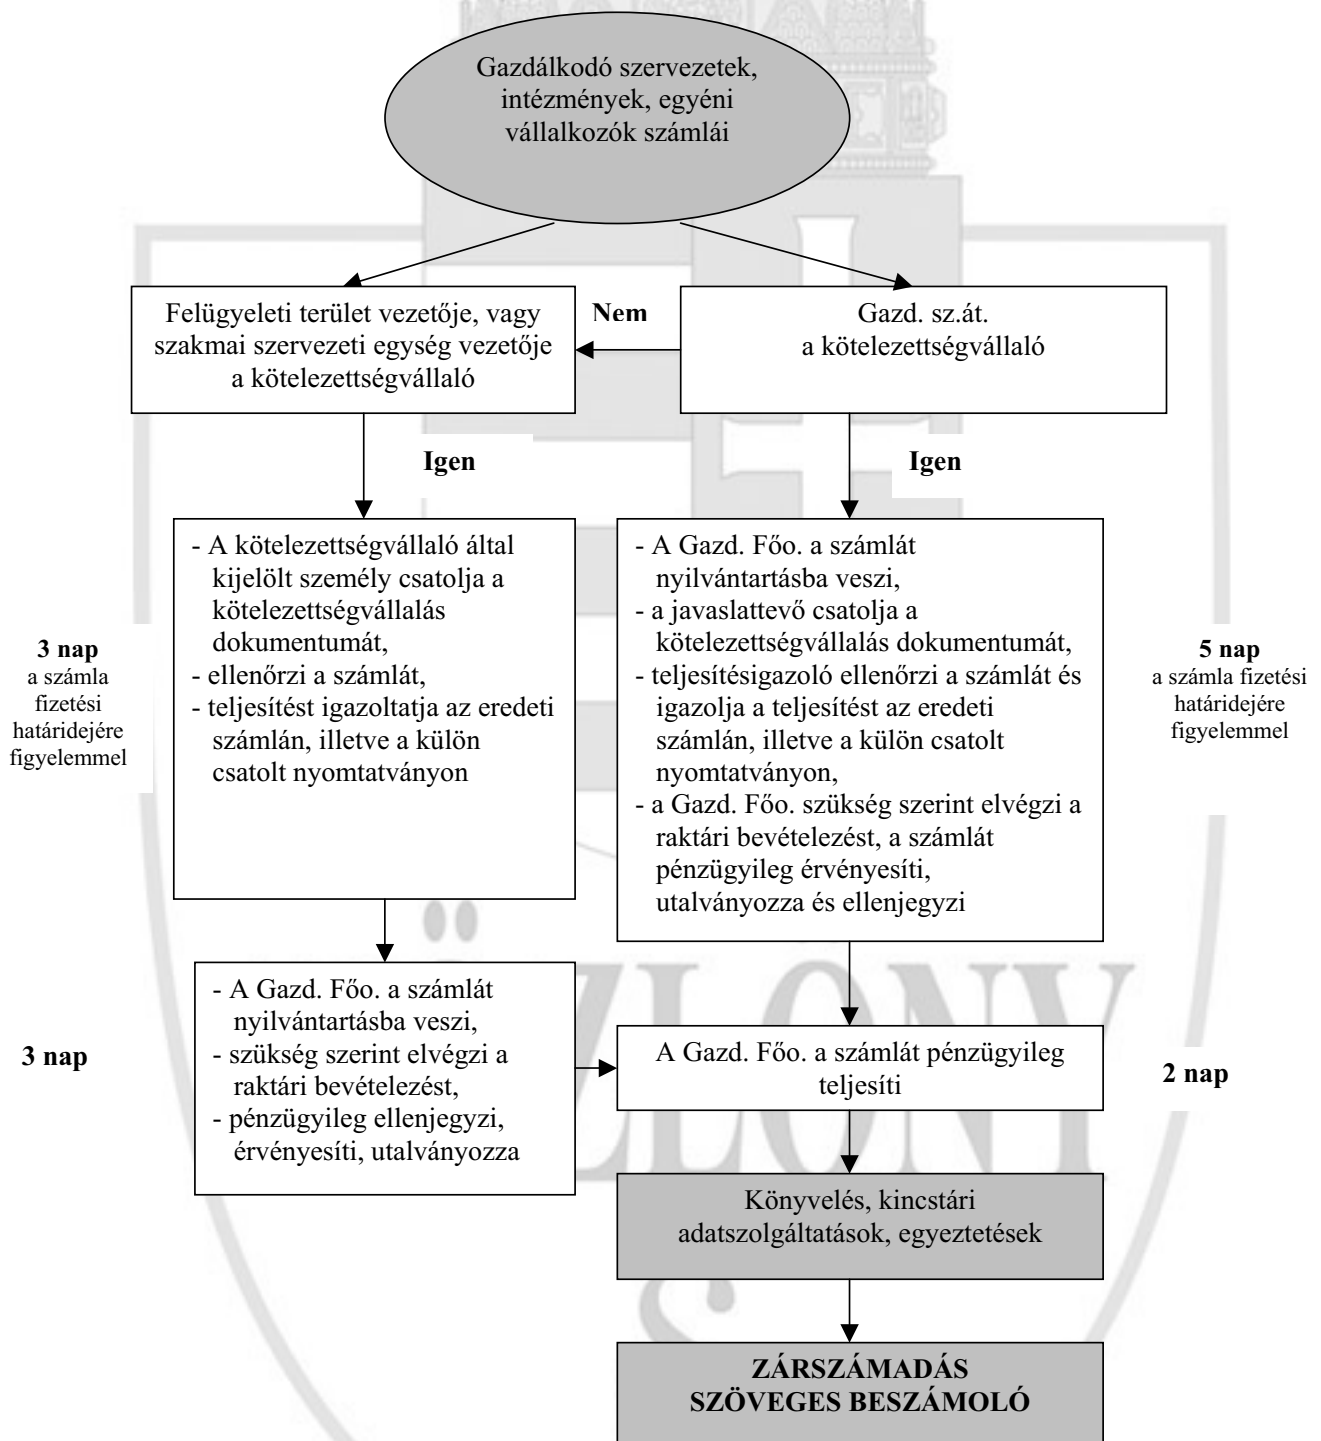 Gazdálkodó szervezetek,
intézmények, egyéni
vállalkozók számlái
Felügyeleti terület vezetője, vagy
szakmai szervezeti egység vezetője
a kötelezettségvállaló
Nem
Gazd. sz.át.
a kötelezettségvállaló
Igen
Igen
- A kötelezettségvállaló által
kijelölt személy csatolja a
kötelezettségvállalás
dokumentumát,
- ellenőrzi a számlát,
- teljesítést igazoltatja az eredeti
számlán, illetve a külön
csatolt nyomtatványon
- A Gazd. Főo. a számlát
nyilvántartásba veszi,
- a javaslattevő csatolja a
kötelezettségvállalás dokumentumát,
- teljesítésigazoló ellenőrzi a számlát és
igazolja a teljesítést az eredeti
számlán, illetve a külön csatolt
nyomtatványon,
- a Gazd. Főo. szükség szerint elvégzi a
raktári bevételezést, a számlát
pénzügyileg érvényesíti,
utalványozza és ellenjegyzi
3 nap
a számla
fizetési
határidejére
figyelemmel
5 nap
a számla fizetési
határidejére
figyelemmel
- A Gazd. Főo. a számlát
nyilvántartásba veszi,
- szükség szerint elvégzi a
raktári bevételezést,
- pénzügyileg ellenjegyzi,
érvényesíti, utalványozza
3 nap
A Gazd. Főo. a számlát pénzügyileg
teljesíti
2 nap
Könyvelés, kincstári
adatszolgáltatások, egyeztetések
ZÁRSZÁMADÁS
SZÖVEGES BESZÁMOLÓ